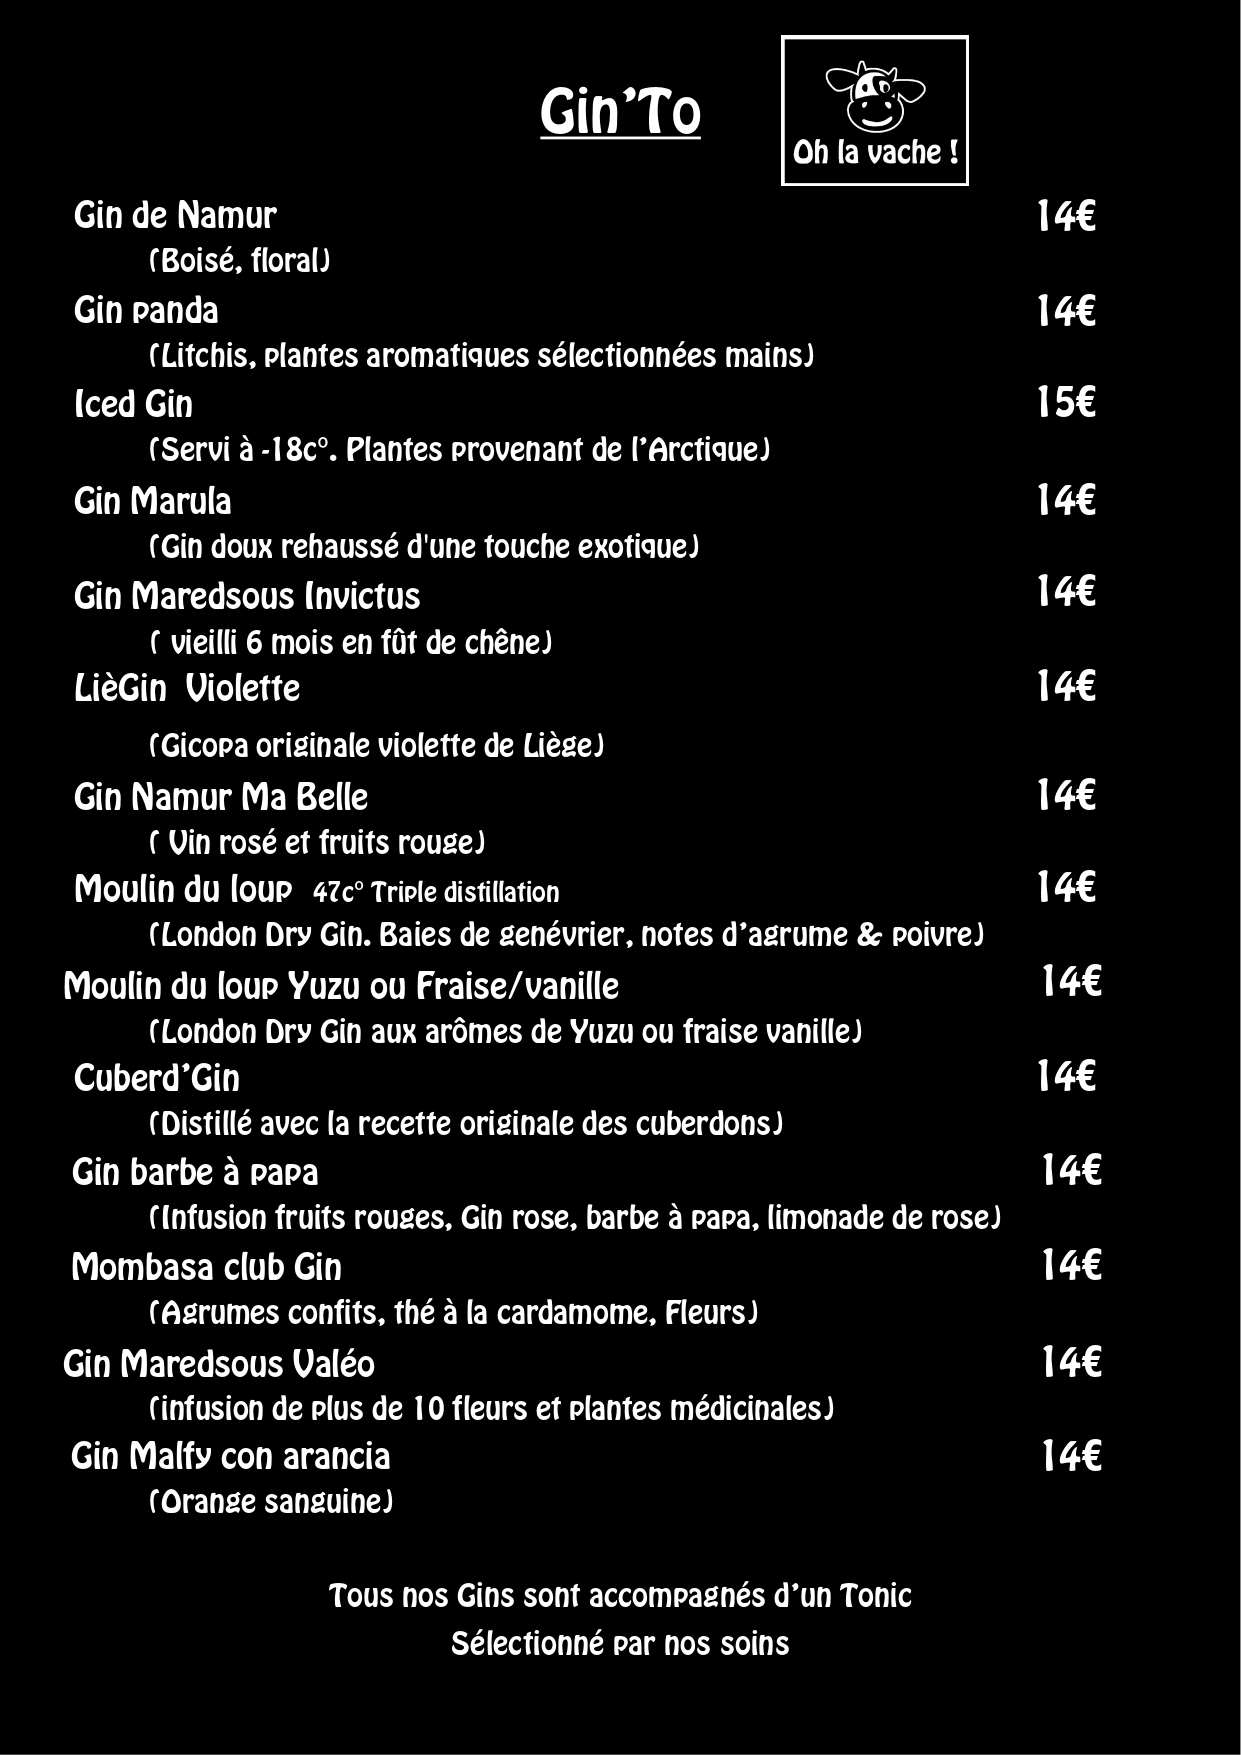 Gin’To
Oh la vache !
Gin de Namur 14€
(Boisé, floral)
Gin panda 14€
(Litchis, plantes aromatiques sélectionnées mains)
Iced Gin 15€
(Servi à -18c°. Plantes provenant de l’Arctique)
Gin Marula 14€
(Gin doux rehaussé d'une touche exotique)
Gin Maredsous Invictus 14€
( vieilli 6 mois en fût de chêne)
LièGin Violette 14€
(Gicopa originale violette de Liège)
Gin Namur Ma Belle 14€
( Vin rosé et fruits rouge)
Moulin du loup 47c° Triple distillation 14€
(London Dry Gin. Baies de genévrier, notes d’agrume & poivre)
Moulin du loup Yuzu ou Fraise/vanille 14€
(London Dry Gin aux arômes de Yuzu ou fraise vanille)
Cuberd’Gin 14€
(Distillé avec la recette originale des cuberdons)
Gin barbe à papa 14€
(Infusion fruits rouges, Gin rose, barbe à papa, limonade de rose)
Mombasa club Gin 14€
(Agrumes confits, thé à la cardamome, Fleurs)
Gin Maredsous Valéo 14€
(infusion de plus de 10 fleurs et plantes médicinales)
Gin Malfy con arancia 14€
(Orange sanguine)
Tous nos Gins sont accompagnés d’un Tonic
Sélectionné par nos soins